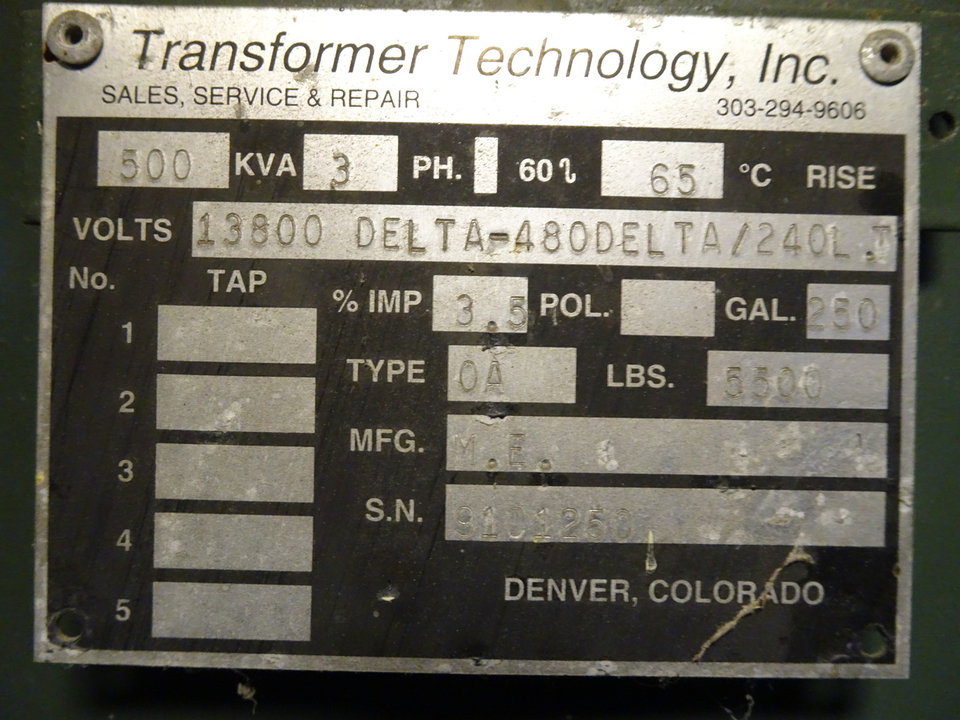 Transformer Technology, Inc.
SALES, SERVICE & REPAIR 303-294-9606
500 KVA 3 PH. 60 65 °C RISE
VOLTS 13800 DELTA-480DELTA/240L.T
No. TAP
% IMP 3.5 POL. GAL. 250
1
TYPE OA LBS. 5500
2
MFG. M.E.
3
S.N. 9101250
4
DENVER, COLORADO
5